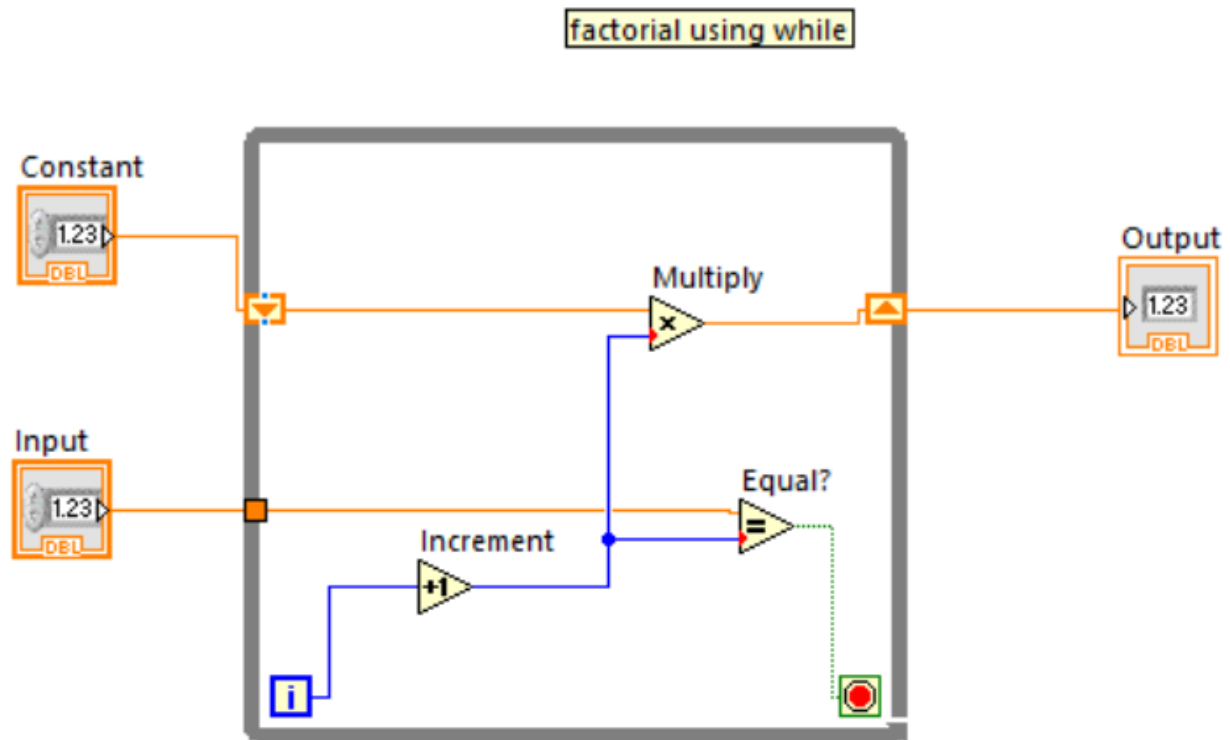 factorial using while
Constant
1.23
DBL
Multiply
×
Output
1.23
DBL
Input
1.23
DBL
Equal?
=
Increment
+1
i